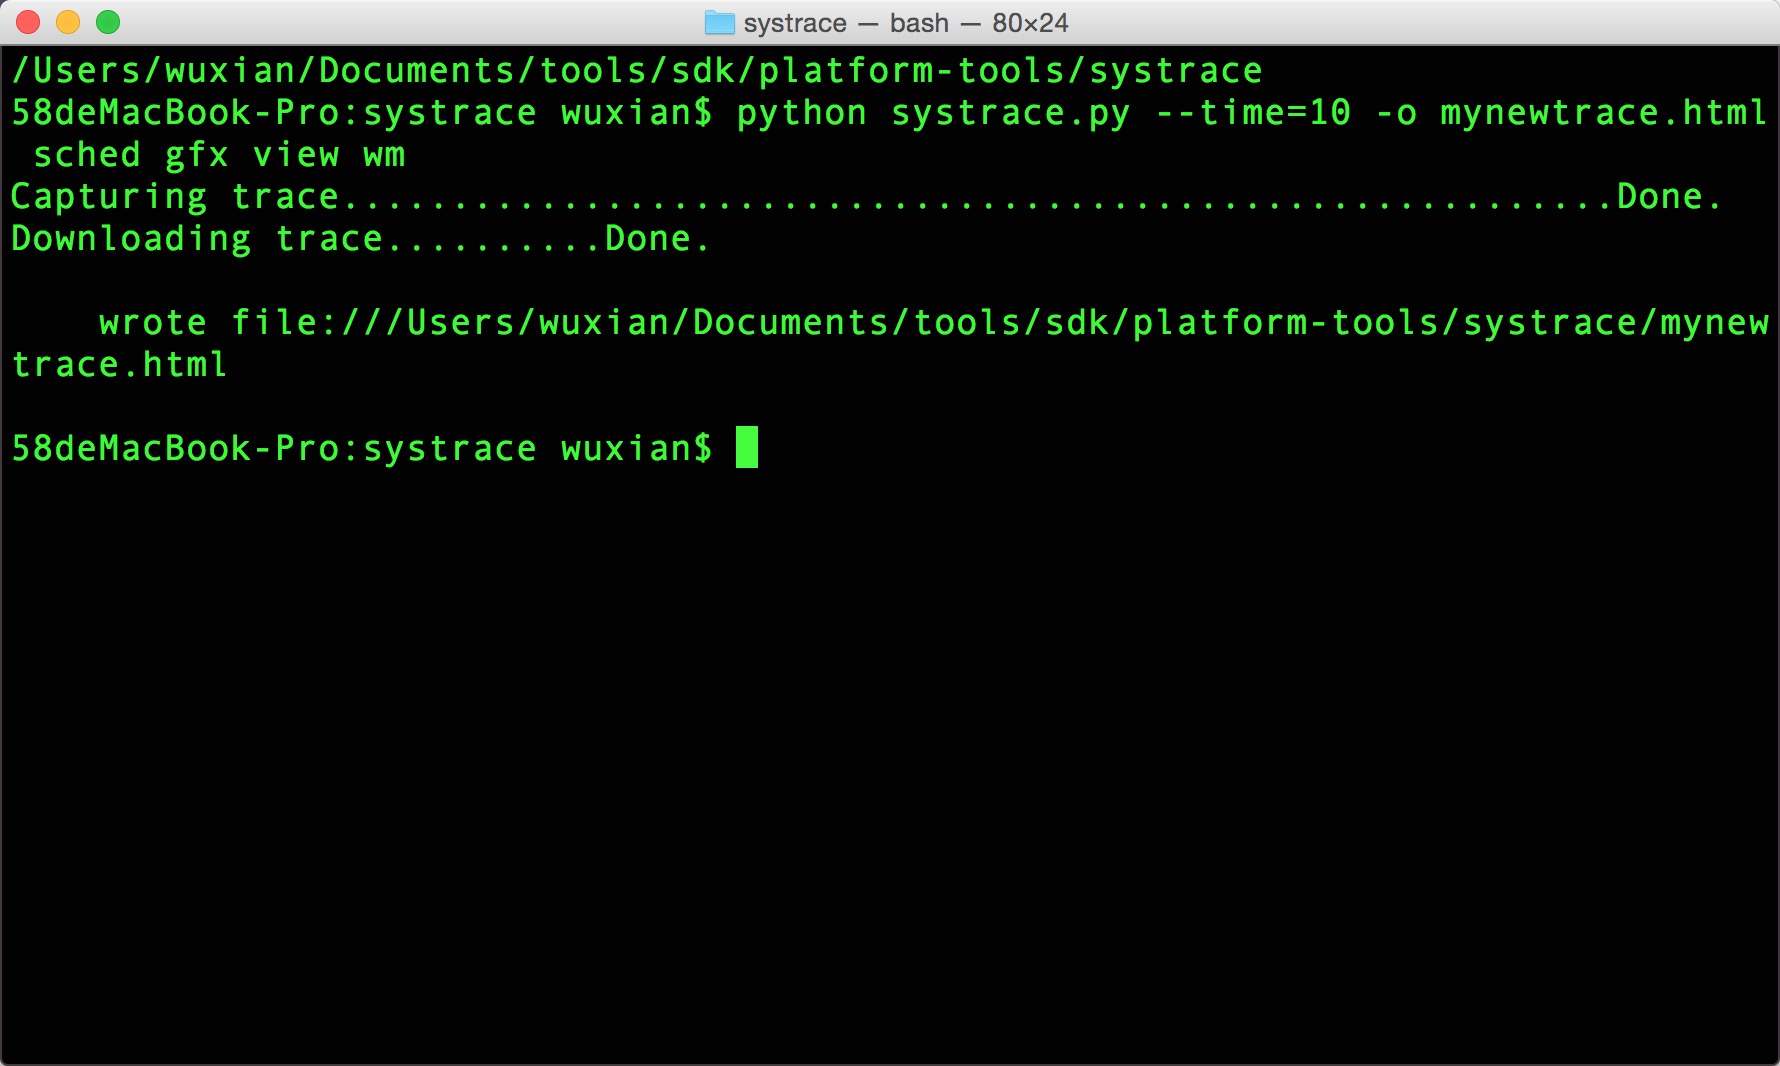 systrace — bash — 80×24
/Users/wuxian/Documents/tools/sdk/platform-tools/systrace
58deMacBook-Pro:systrace wuxian$ python systrace.py --time=10 -o mynewtrace.html
 sched gfx view wm
Capturing trace..........................................................Done.
Downloading trace..........Done.
    wrote file:///Users/wuxian/Documents/tools/sdk/platform-tools/systrace/mynew
trace.html
58deMacBook-Pro:systrace wuxian$